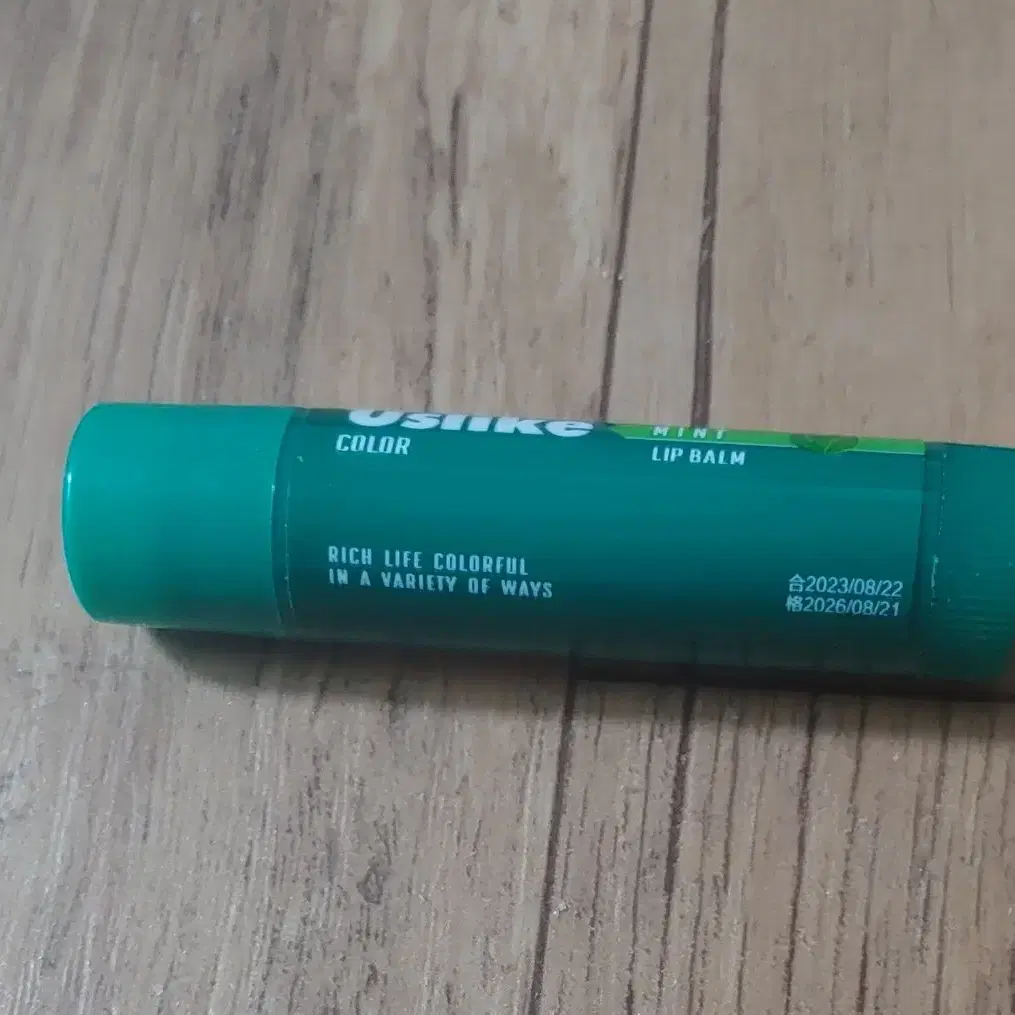 Uslike
COLOR
MINT
LIP BALM
RICH LIFE COLORFUL
IN A VARIETY OF WAYS
合2023/08/22
格2026/08/21